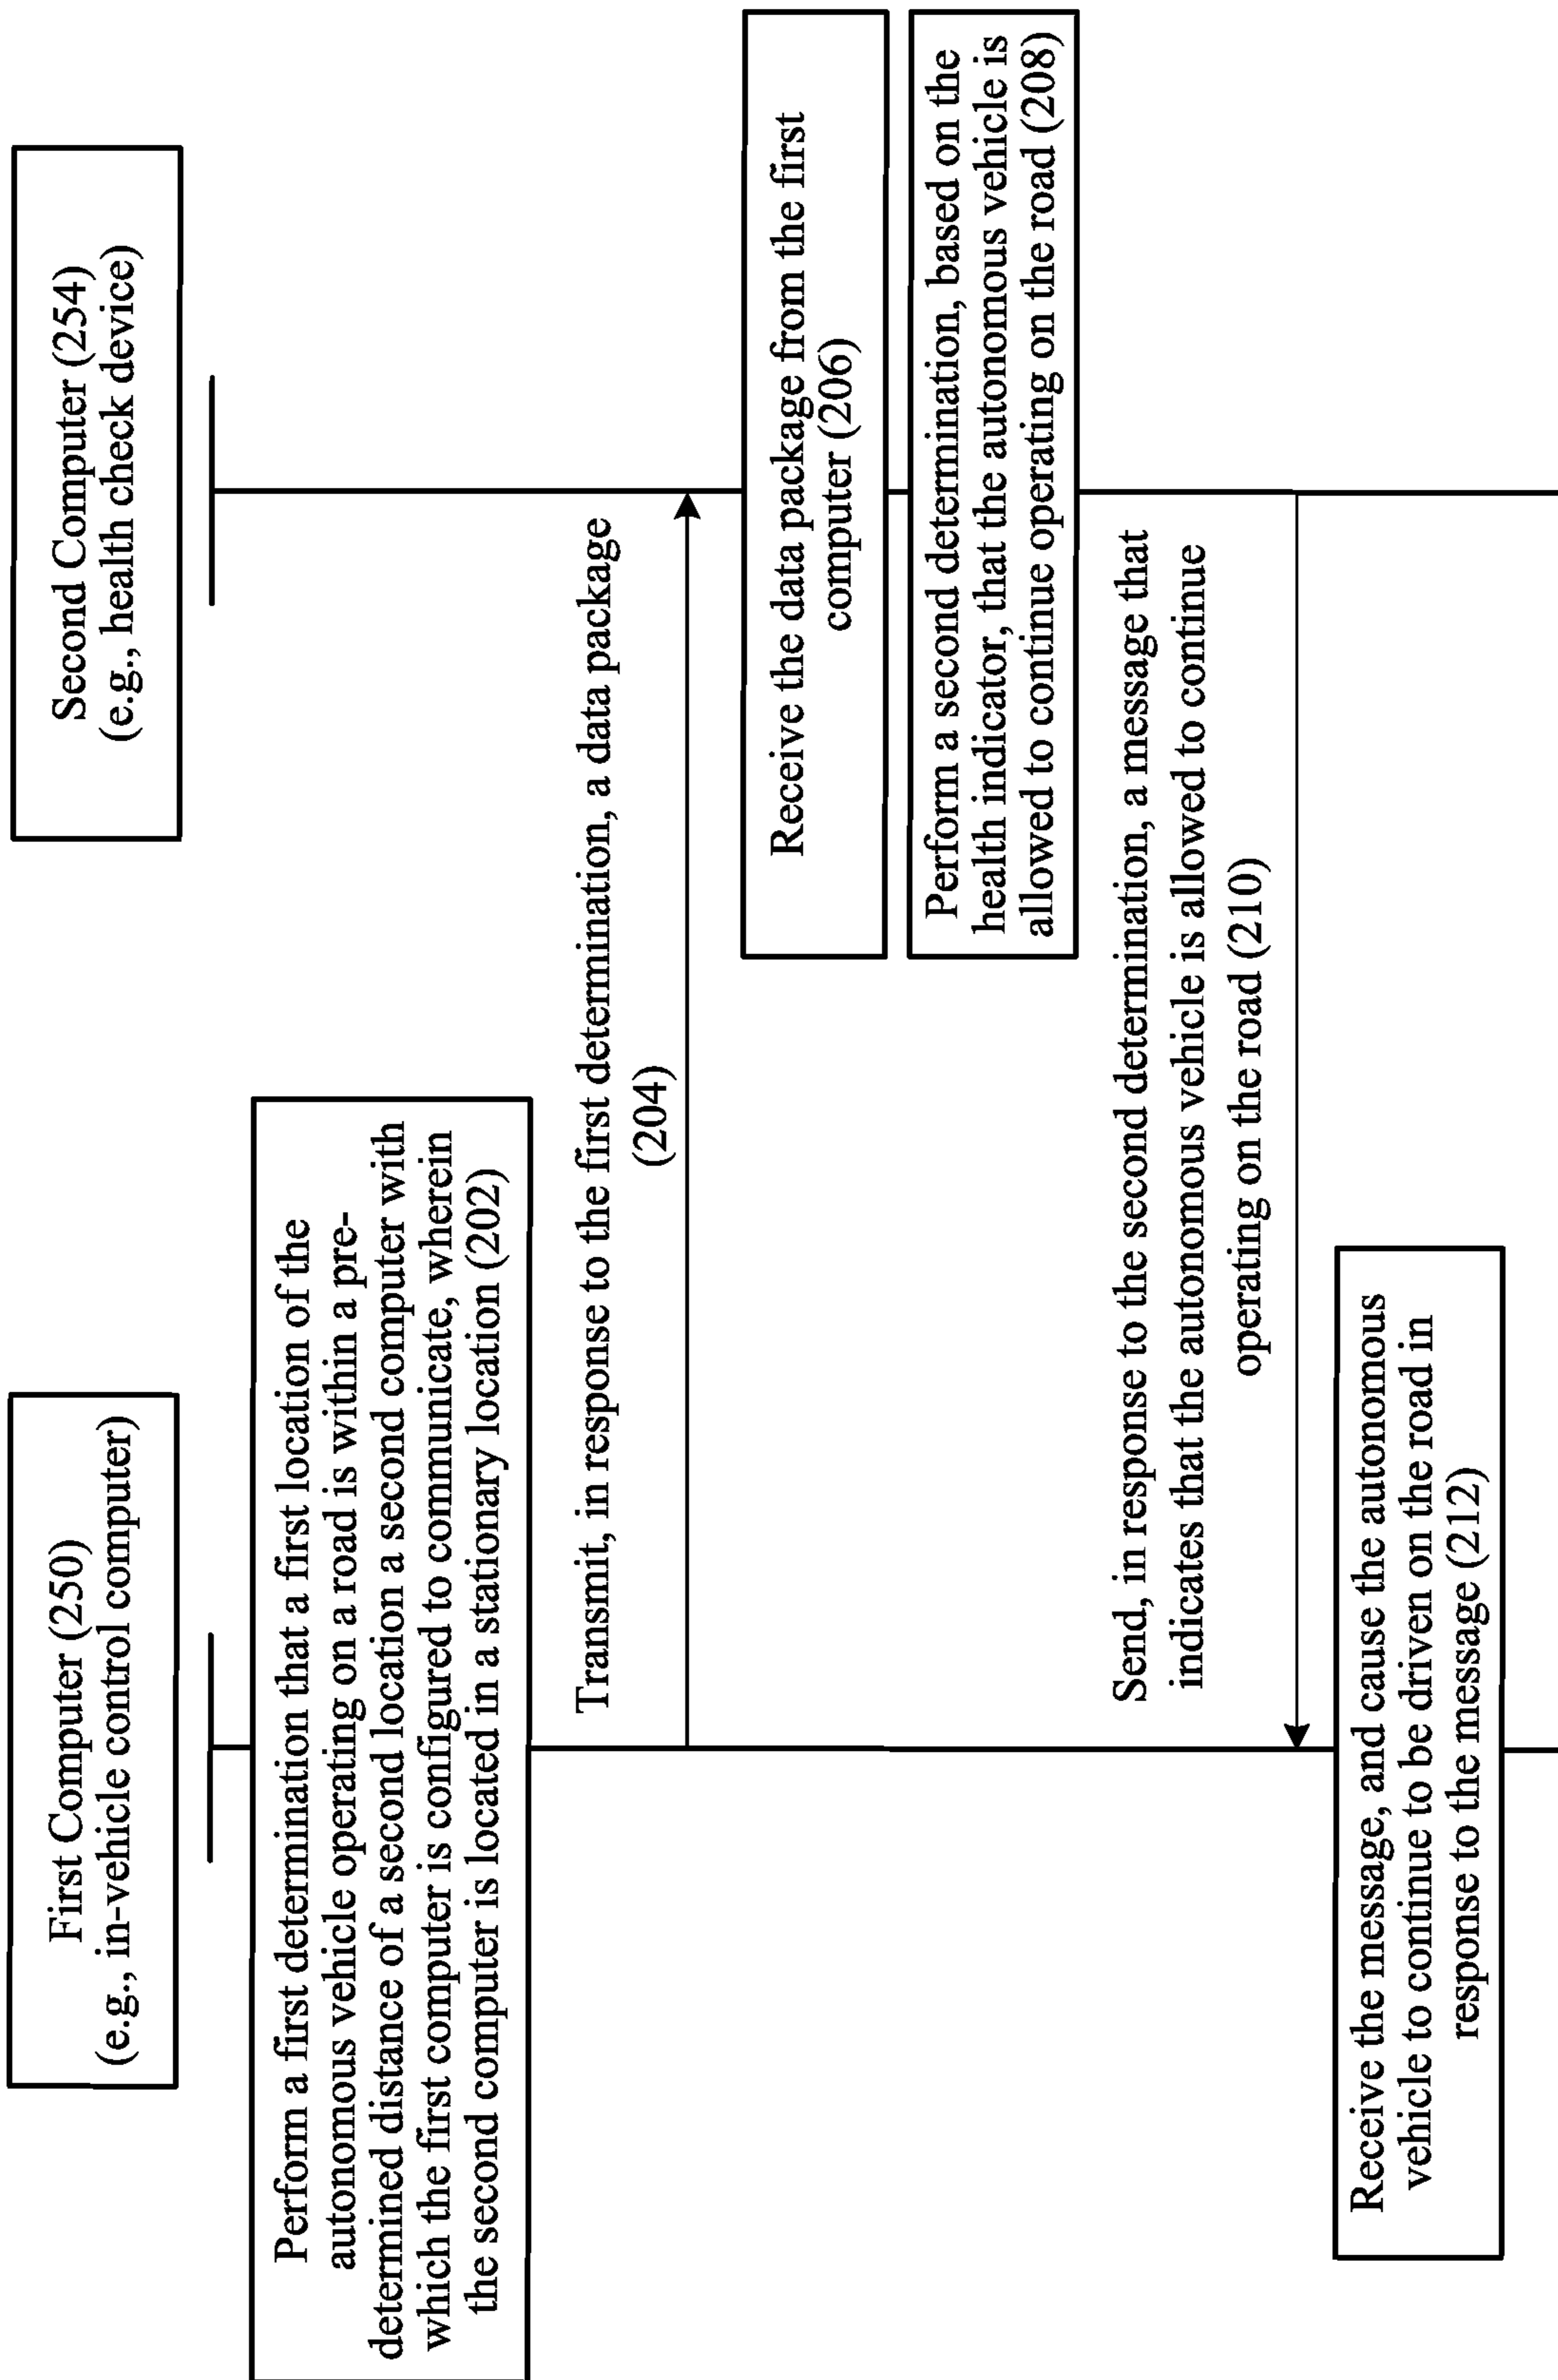 First Computer (250)
(e.g., in-vehicle control computer)
Second Computer (254)
(e.g., health check device)
Perform a first determination that a first location of the
autonomous vehicle operating on a road is within a pre-
determined distance of a second location a second computer with
which the first computer is configured to communicate, wherein
the second computer is located in a stationary location (202)
Transmit, in response to the first determination, a data package
(204)
Receive the data package from the first
computer (206)
Perform a second determination, based on the
health indicator, that the autonomous vehicle is
allowed to continue operating on the road (208)
Send, in response to the second determination, a message that
indicates that the autonomous vehicle is allowed to continue
operating on the road (210)
Receive the message, and cause the autonomous
vehicle to continue to be driven on the road in
response to the message (212)